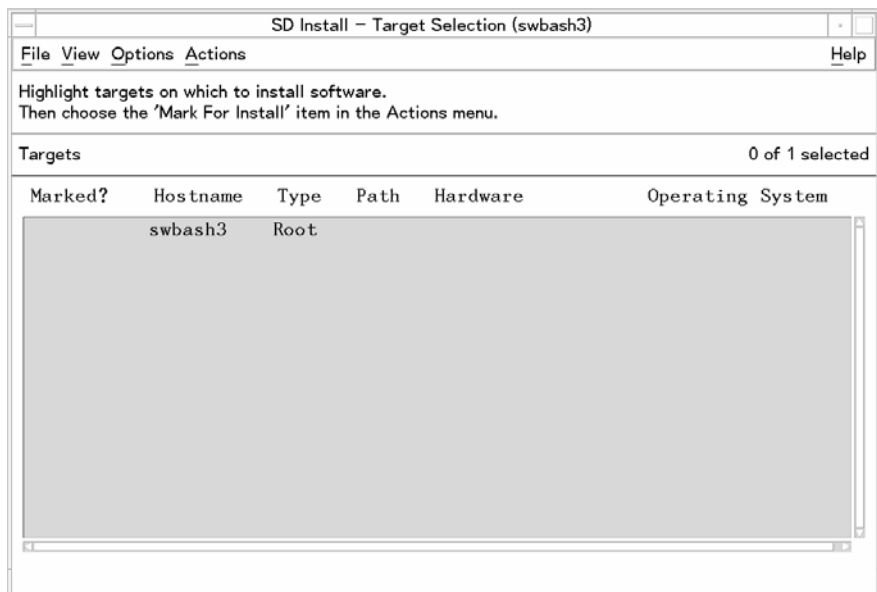 SD Install - Target Selection (swbash3)
File View Options Actions Help
Highlight targets on which to install software.
Then choose the 'Mark For Install' item in the Actions menu.
Targets 0 of 1 selected
Marked? Hostname Type Path Hardware Operating System
swbash3 Root